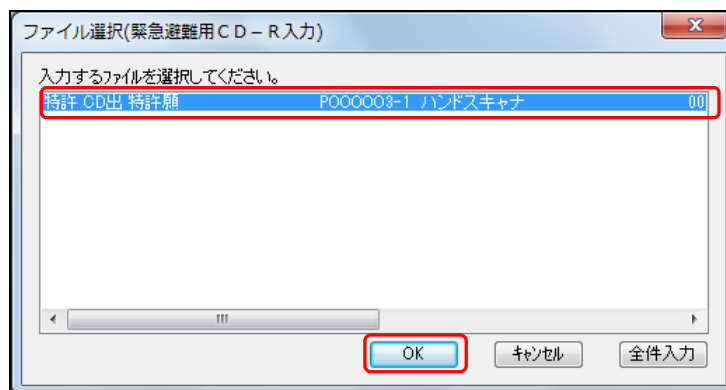 ファイル選択(緊急避難用ＣＤ－Ｒ入力)
入力するファイルを選択してください。
特許 CD出 特許願 P000003-1 ハンドスキャナ 00
OK キャンセル 全件入力